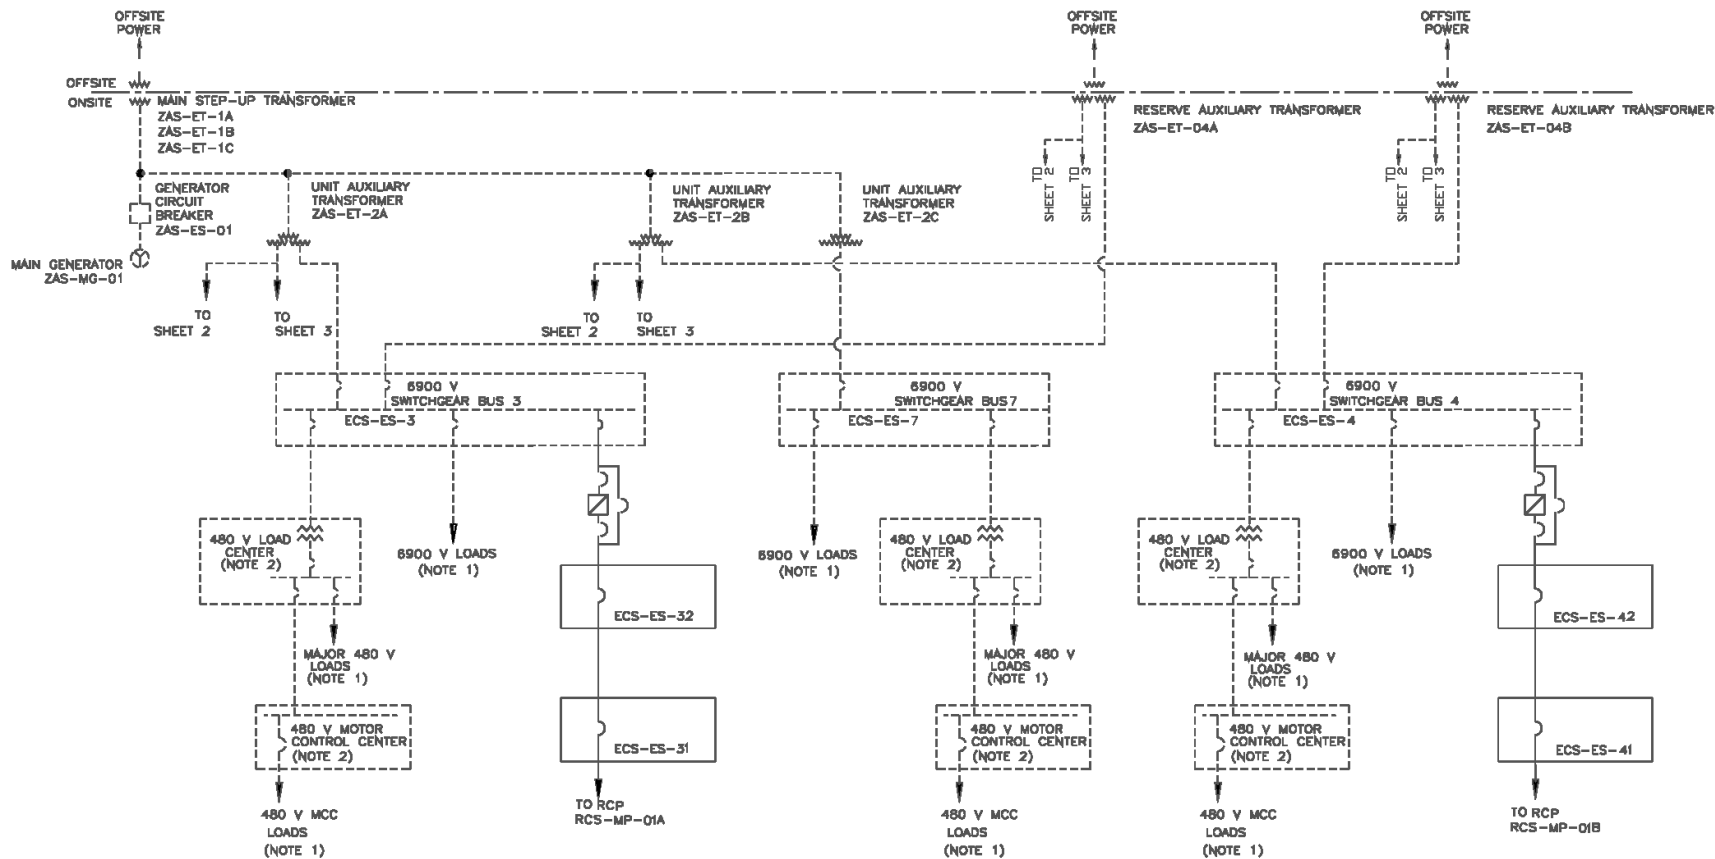 OFFSITE
POWER
OFFSITE
POWER
OFFSITE
POWER
OFFSITE
ONSITE
MAIN STEP-UP TRANSFORMER
ZAS-ET-1A
ZAS-ET-1B
ZAS-ET-1C
RESERVE AUXILIARY TRANSFORMER
ZAS-ET-04A
RESERVE AUXILIARY TRANSFORMER
ZAS-ET-04B
TO
SHEET 2
TO
SHEET 3
TO
SHEET 2
TO
SHEET 3
GENERATOR
CIRCUIT
BREAKER
ZAS-ES-01
UNIT AUXILIARY
TRANSFORMER
ZAS-ET-2A
UNIT AUXILIARY
TRANSFORMER
ZAS-ET-2B
UNIT AUXILIARY
TRANSFORMER
ZAS-ET-2C
MAIN GENERATOR
ZAS-MG-01
TO
SHEET 2
TO
SHEET 3
TO
SHEET 2
TO
SHEET 3
6900 V
SWITCHGEAR BUS 3
ECS-ES-3
6900 V
SWITCHGEAR BUS 7
ECS-ES-7
6900 V
SWITCHGEAR BUS 4
ECS-ES-4
480 V LOAD
CENTER
(NOTE 2)
6900 V LOADS
(NOTE 1)
6900 V LOADS
(NOTE 1)
480 V LOAD
CENTER
(NOTE 2)
480 V LOAD
CENTER
(NOTE 2)
6900 V LOADS
(NOTE 1)
ECS-ES-32
ECS-ES-42
MAJOR 480 V
LOADS
(NOTE 1)
MAJOR 480 V
LOADS
(NOTE 1)
MAJOR 480 V
LOADS
(NOTE 1)
480 V MOTOR
CONTROL CENTER
(NOTE 2)
ECS-ES-31
480 V MOTOR
CONTROL CENTER
(NOTE 2)
480 V MOTOR
CONTROL CENTER
(NOTE 2)
ECS-ES-41
480 V MCC
LOADS
(NOTE 1)
TO RCP
RCS-MP-01A
480 V MCC
LOADS
(NOTE 1)
480 V MCC
LOADS
(NOTE 1)
TO RCP
RCS-MP-01B